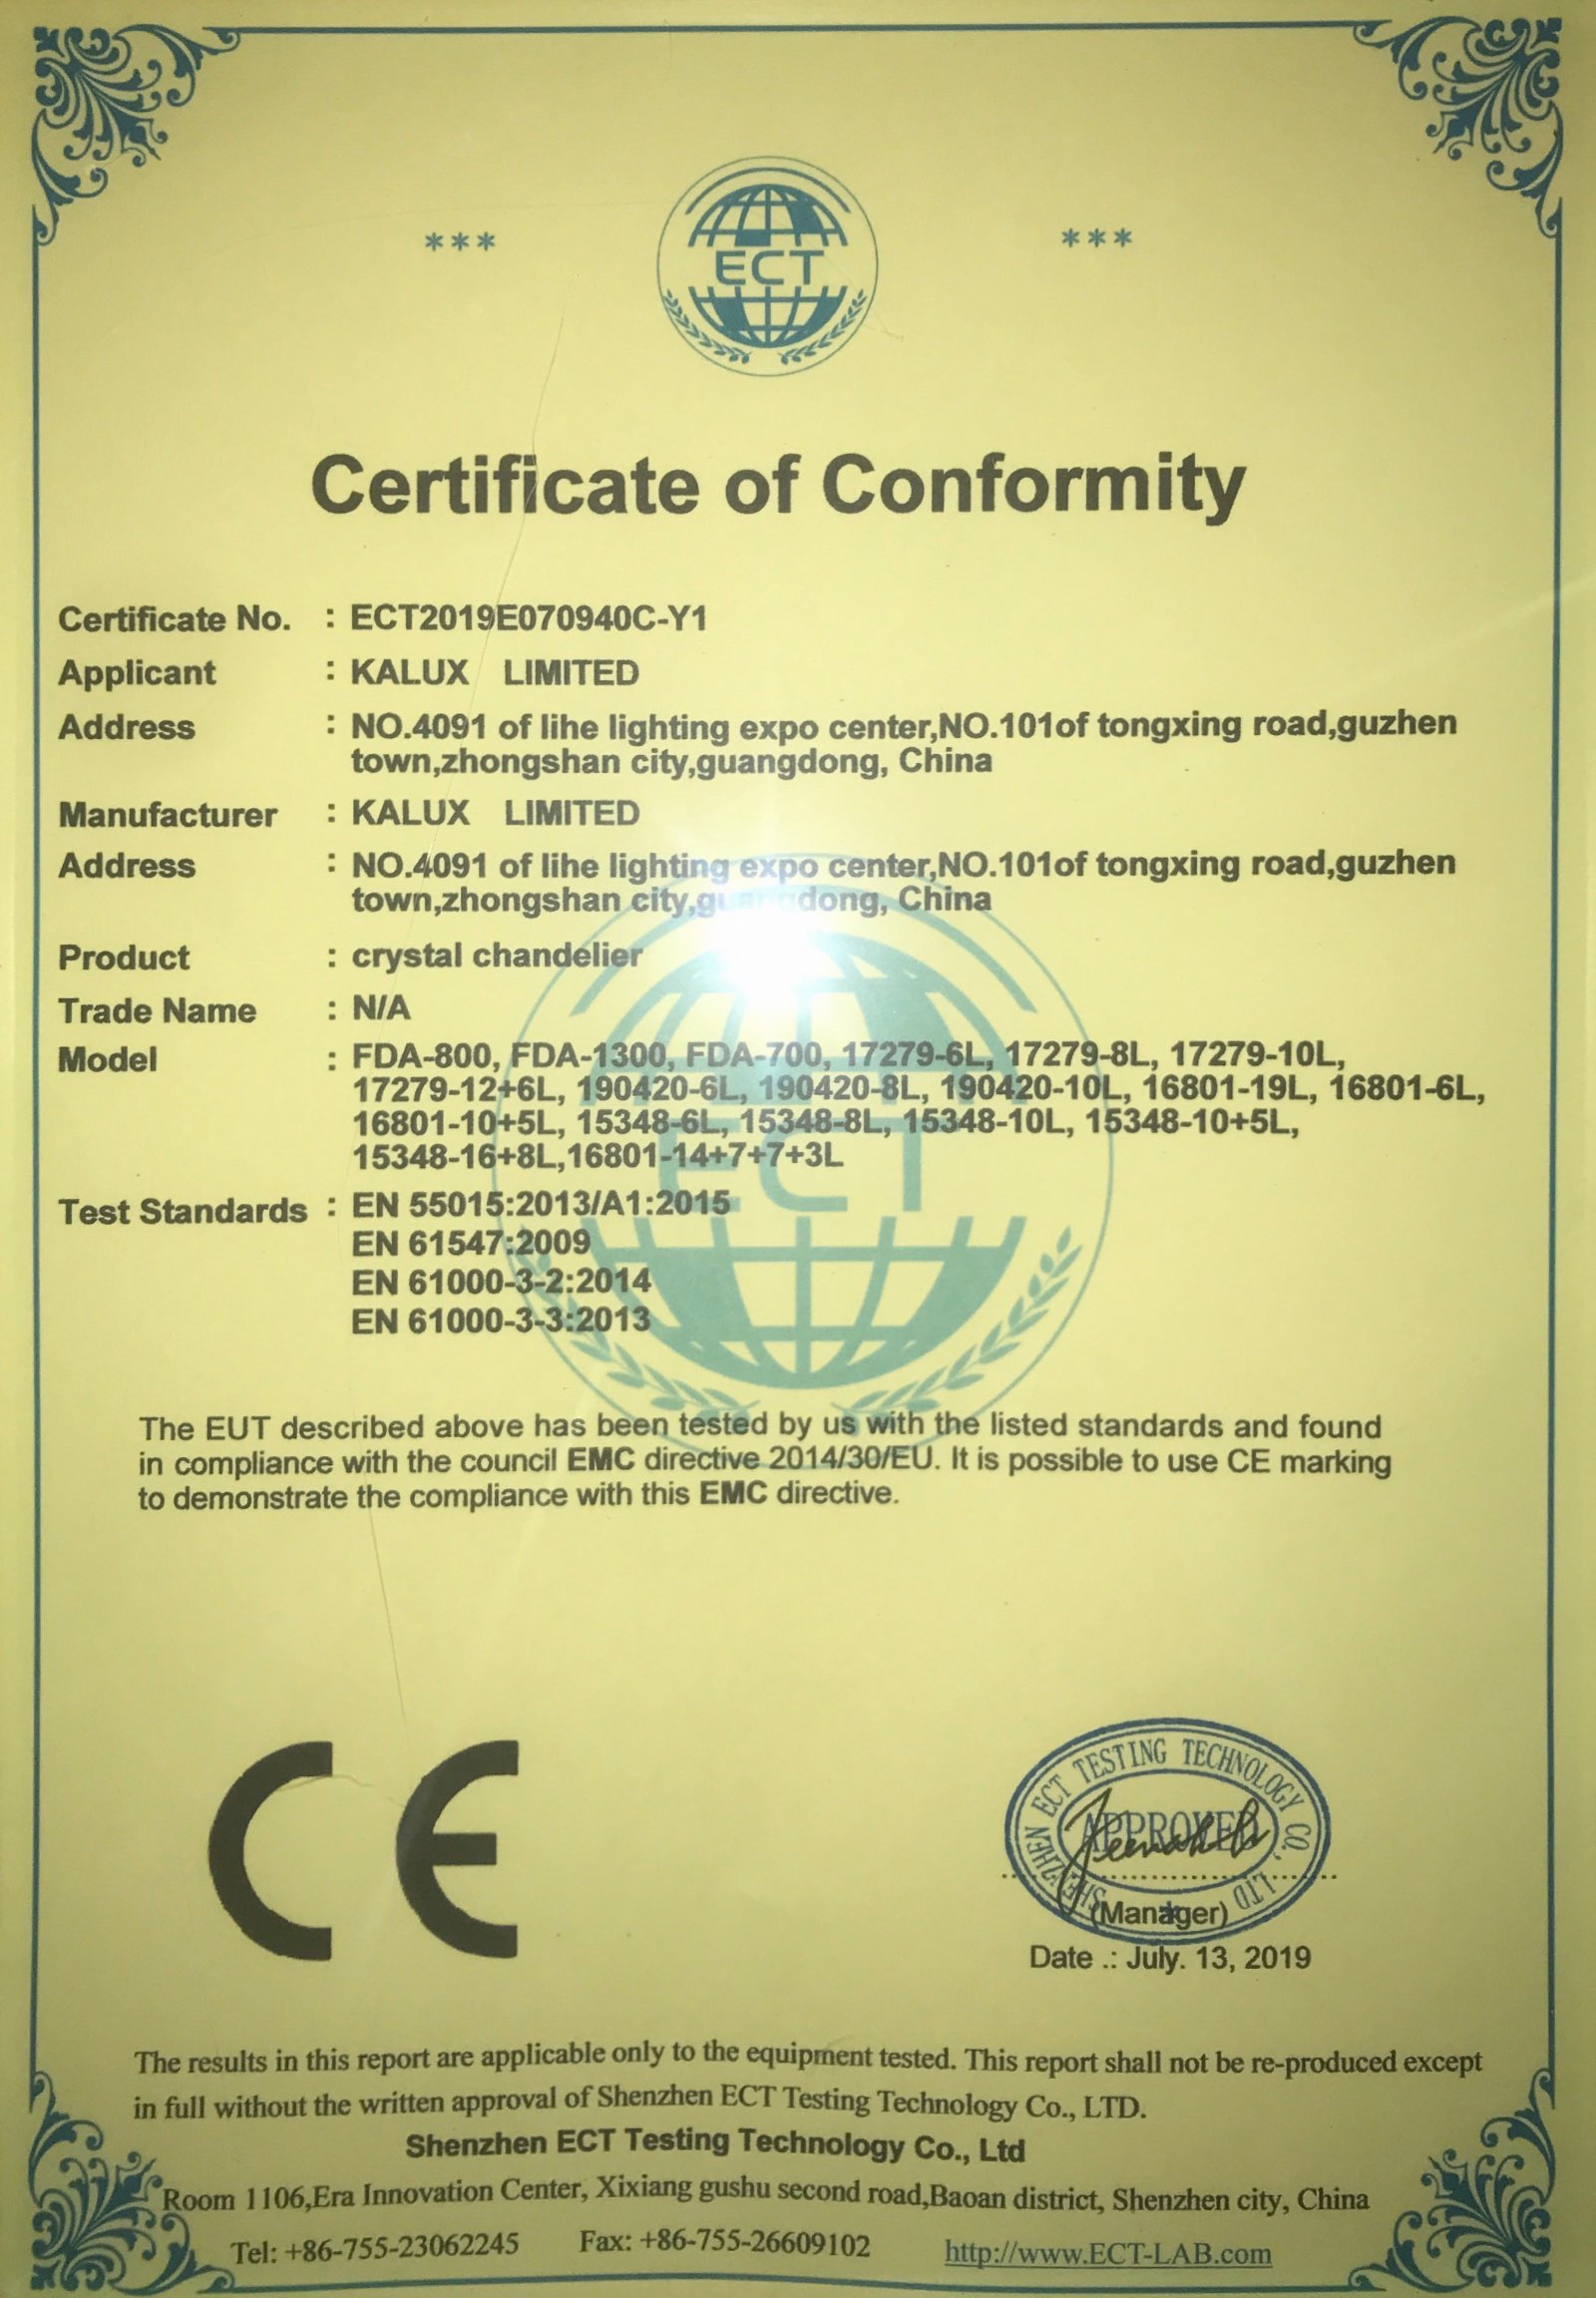 ***
ECT
***
Certificate of Conformity
Certificate No. : ECT2019E070940C-Y1
Applicant : KALUX LIMITED
Address : NO.4091 of lihe lighting expo center,NO.101of tongxing road,guzhen
town,zhongshan city,guangdong, China
Manufacturer : KALUX LIMITED
Address : NO.4091 of lihe lighting expo center,NO.101of tongxing road,guzhen
town,zhongshan city,guangdong, China
Product : crystal chandelier
Trade Name : N/A
Model : FDA-800, FDA-1300, FDA-700, 17279-6L, 17279-8L, 17279-10L,
17279-12+6L, 190420-6L, 190420-8L, 190420-10L, 16801-19L, 16801-6L,
16801-10+5L, 15348-6L, 15348-8L, 15348-10L, 15348-10+5L,
15348-16+8L,16801-14+7+7+3L
ECT
Test Standards : EN 55015:2013/A1:2015
EN 61547:2009
EN 61000-3-2:2014
EN 61000-3-3:2013
The EUT described above has been tested by us with the listed standards and found
in compliance with the council EMC directive 2014/30/EU. It is possible to use CE marking
to demonstrate the compliance with this EMC directive.
CE
SHENZHEN ECT TESTING TECHNOLOGY CO., LTD
APPROVED
(Manager)
Date .: July. 13, 2019
The results in this report are applicable only to the equipment tested. This report shall not be re-produced except
in full without the written approval of Shenzhen ECT Testing Technology Co., LTD.
Shenzhen ECT Testing Technology Co., Ltd
Room 1106,Era Innovation Center, Xixiang gushu second road,Baoan district, Shenzhen city, China
Tel: +86-755-23062245 Fax: +86-755-26609102 http://www.ECT-LAB.com